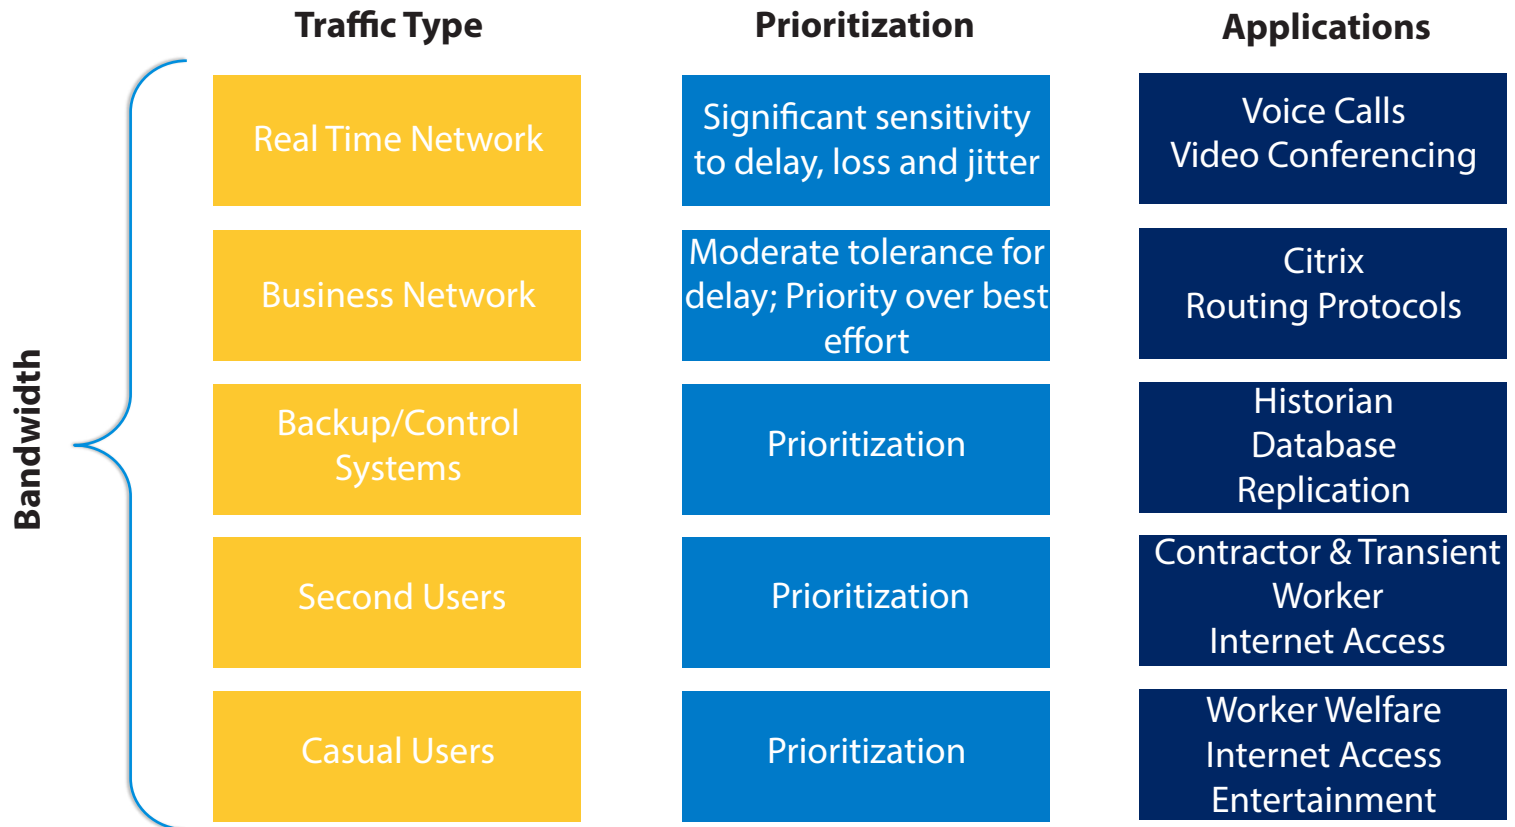 Traffic Type
Prioritization
Applications
Bandwidth
Real Time Network
Significant sensitivity
to delay, loss and jitter
Voice Calls
Video Conferencing
Business Network
Moderate tolerance for
delay; Priority over best
effort
Citrix
Routing Protocols
Backup/Control
Systems
Prioritization
Historian
Database
Replication
Second Users
Prioritization
Contractor & Transient
Worker
Internet Access
Casual Users
Prioritization
Worker Welfare
Internet Access
Entertainment